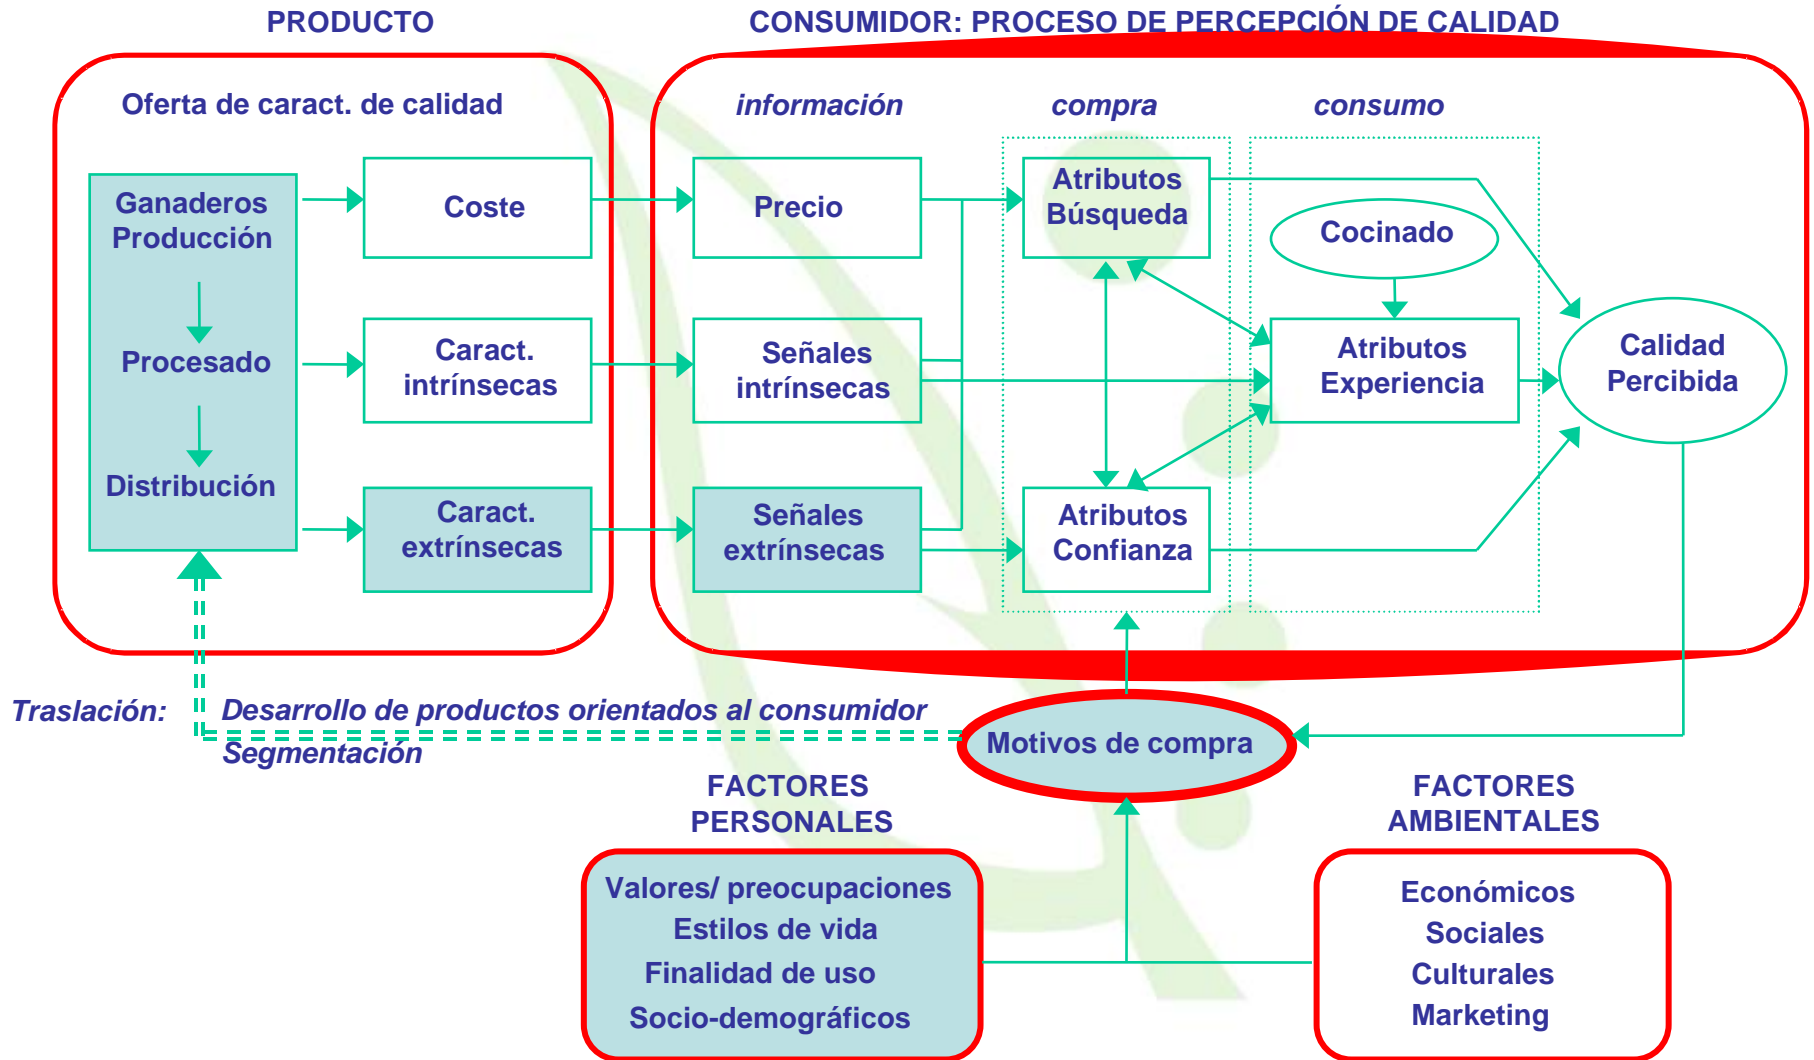 PRODUCTO
CONSUMIDOR: PROCESO DE PERCEPCIÓN DE CALIDAD
Oferta de caract. de calidad
información
compra
consumo
Ganaderos
Producción
Procesado
Distribución
Coste
Caract.
intrínsecas
Caract.
extrínsecas
Precio
Señales
intrínsecas
Señales
extrínsecas
Atributos
Búsqueda
Atributos
Confianza
Cocinado
Atributos
Experiencia
Calidad
Percibida
Traslación:
Desarrollo de productos orientados al consumidor
Segmentación
Motivos de compra
FACTORES
PERSONALES
Valores/ preocupaciones
Estilos de vida
Finalidad de uso
Socio-demográficos
FACTORES
AMBIENTALES
Económicos
Sociales
Culturales
Marketing